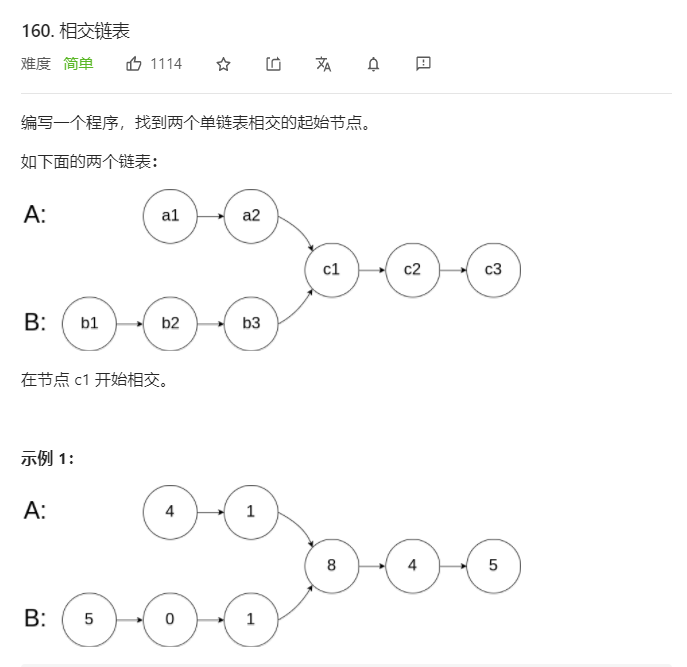 160. 相交链表
难度 简单 1114
编写一个程序，找到两个单链表相交的起始节点。
如下面的两个链表：
A: a1 a2
c1 c2 c3
B: b1 b2 b3
在节点 c1 开始相交。
示例 1：
A: 4 1
8 4 5
B: 5 0 1